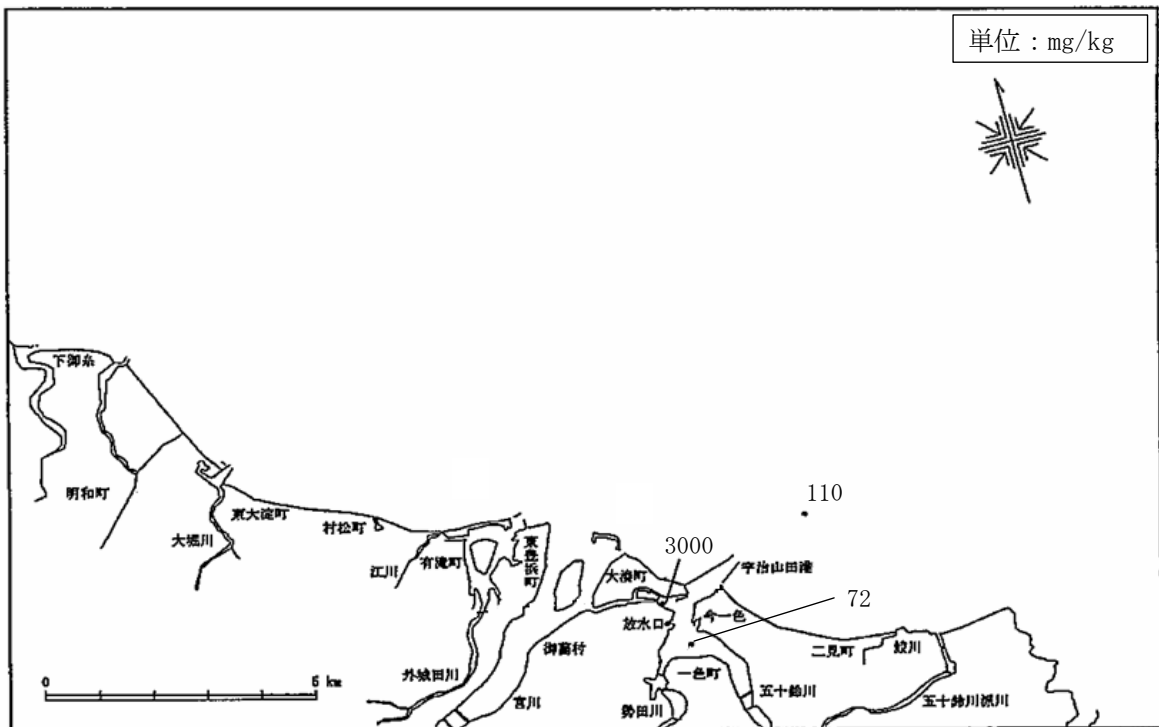 単位：mg/kg
下御糸
明和町
大堀川
東大淀町
村松町
江川
有滝町
東豊浜町
外城田川
宮川
御薗村
大湊町
3000
110
宇治山田港
放水口
今一色
72
二見町
鮫川
一色町
五十鈴川
勢田川
五十鈴川派川
0
5 km